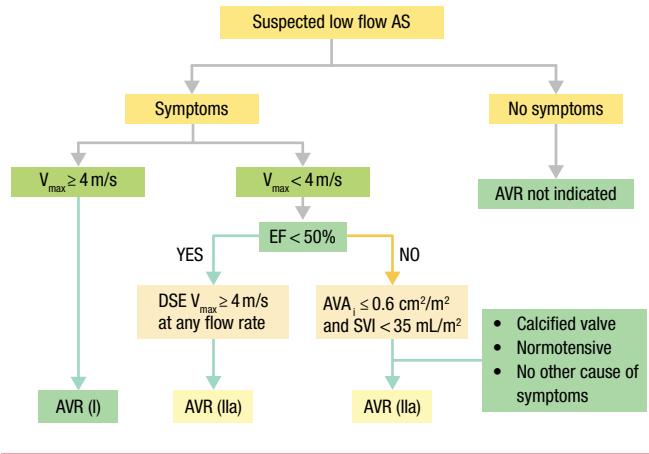 Suspected low flow AS
Symptoms
No symptoms
Vmax ≥ 4 m/s
Vmax < 4 m/s
AVR not indicated
EF < 50%
YES
NO
DSE Vmax ≥ 4 m/s
at any flow rate
AVAi ≤ 0.6 cm²/m²
and SVI < 35 mL/m²
• Calcified valve
• Normotensive
• No other cause of
symptoms
AVR (I)
AVR (IIa)
AVR (IIa)